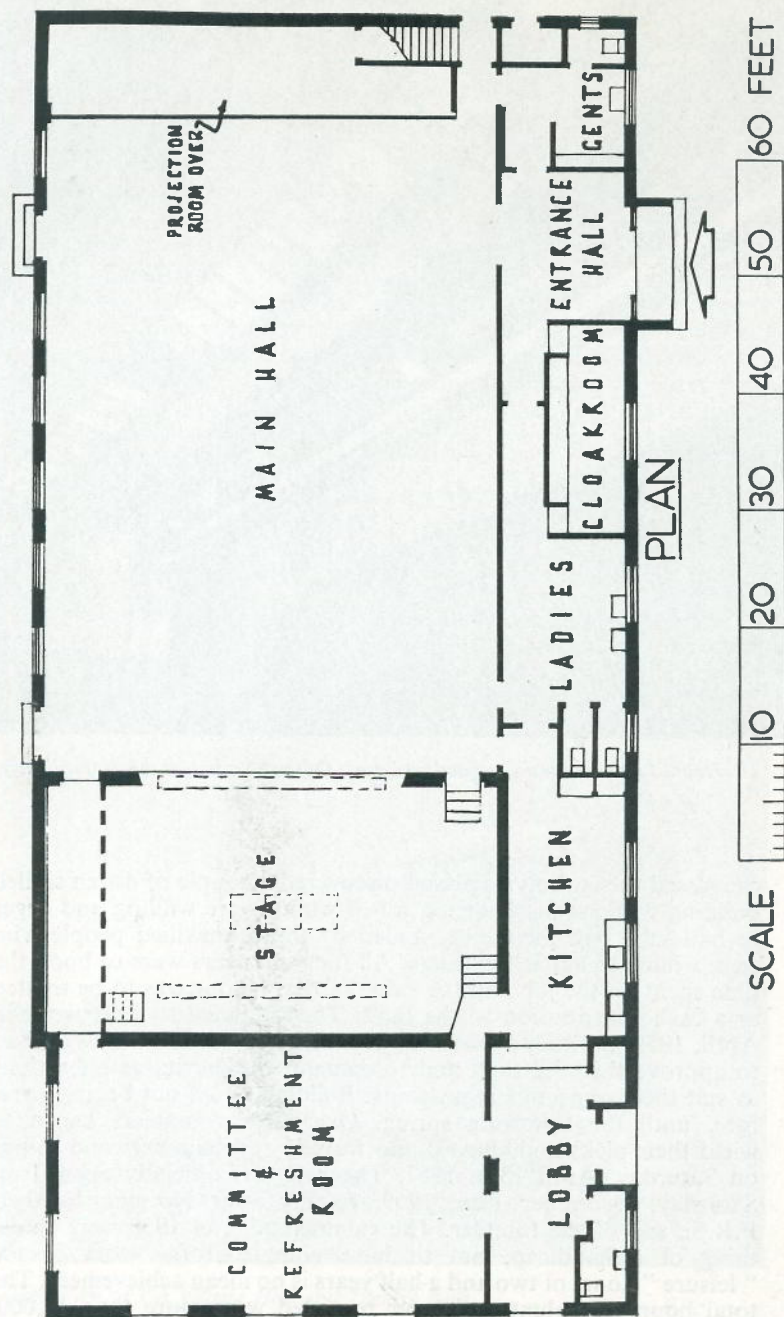 COMMITTE
&
REFRESHMENT
ROOM
STAGE
MAIN HALL
PROJECTION
ROOM OVER
LOBBY
KITCHEN
LADIES
CLOAKROOM
ENTRANCE
HALL
GENTS
PLAN
SCALE 10 20 30 40 50 60 FEET